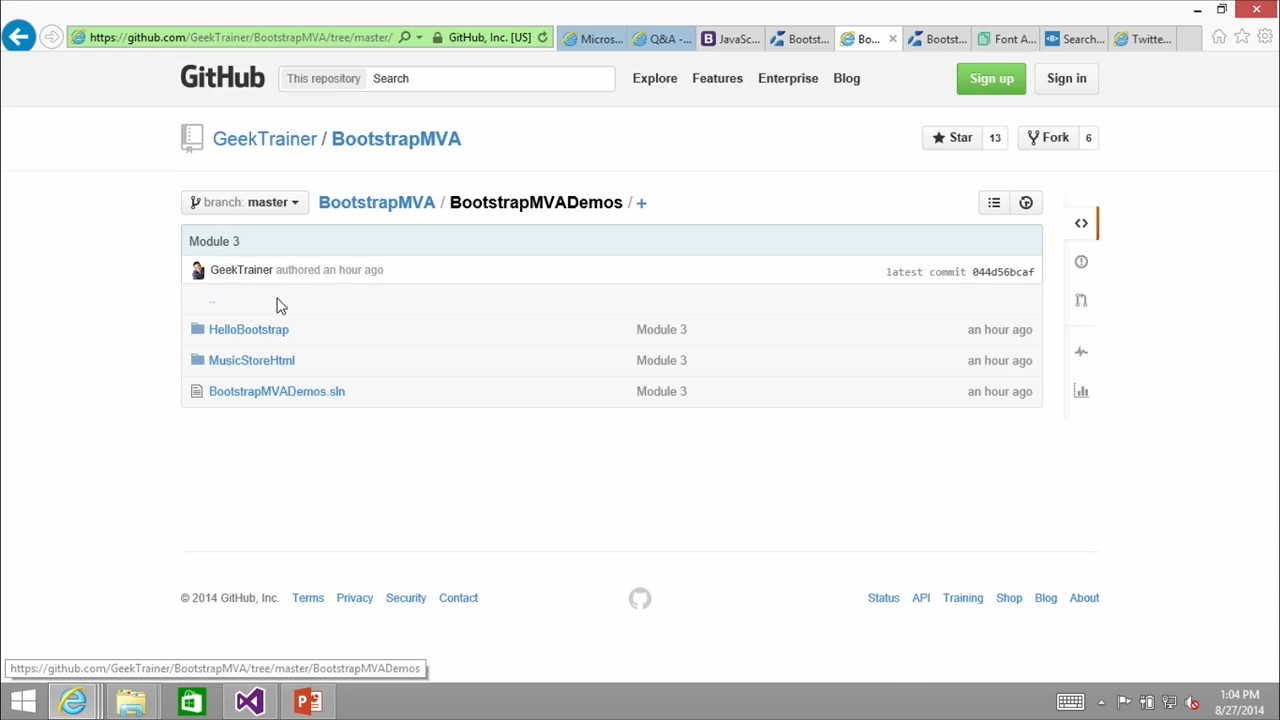 https://github.com/GeekTrainer/BootstrapMVA/tree/master/ GitHub, Inc. [US] Micros... Q&A -... JavaSc... Bootst... Bo... Bootst... Font A... Search... Twitte...
GitHub This repository Search Explore Features Enterprise Blog Sign up Sign in
GeekTrainer / BootstrapMVA Star 13 Fork 6
branch: master BootstrapMVA / BootstrapMVADemos / +
Module 3
GeekTrainer authored an hour ago latest commit 044d56bcaf
..
HelloBootstrap Module 3 an hour ago
MusicStoreHtml Module 3 an hour ago
BootstrapMVADemos.sln Module 3 an hour ago
© 2014 GitHub, Inc. Terms Privacy Security Contact Status API Training Shop Blog About
https://github.com/GeekTrainer/BootstrapMVA/tree/master/BootstrapMVADemos
1:04 PM
8/27/2014